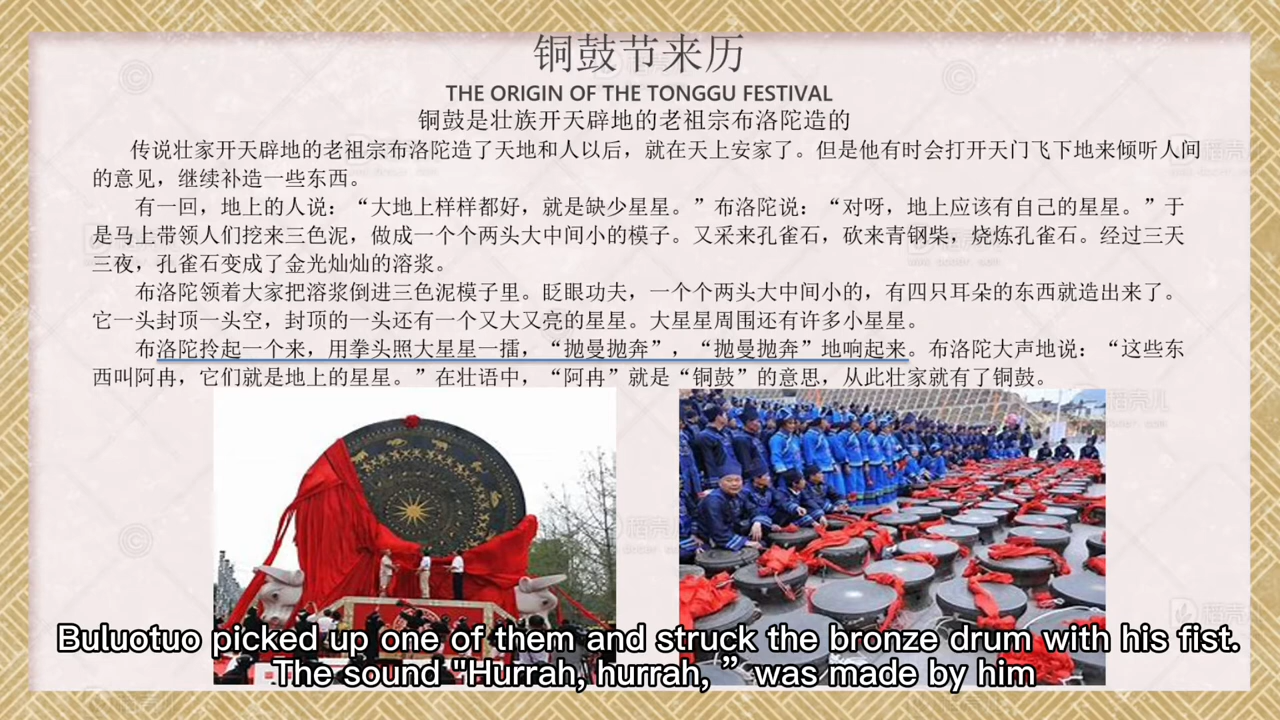 铜鼓节来历
THE ORIGIN OF THE TONGGU FESTIVAL
铜鼓是壮族开天辟地的老祖宗布洛陀造的
传说壮家开天辟地的老祖宗布洛陀造了天地和人以后，就在天上安家了。但是他有时会打开天门飞下地来倾听人间
的意见，继续补造一些东西。
有一回，地上的人说：“大地上样样都好，就是缺少星星。”布洛陀说：“对呀，地上应该有自己的星星。”于
是马上带领人们挖来三色泥，做成一个个两头大中间小的模子。又采来孔雀石，砍来青钢柴，烧炼孔雀石。经过三天
三夜，孔雀石变成了金光灿灿的溶浆。
布洛陀领着大家把溶浆倒进三色泥模子里。眨眼功夫，一个个两头大中间小的，有四只耳朵的东西就造出来了。
它一头封顶一头空，封顶的一头还有一个又大又亮的星星。大星星周围还有许多小星星。
布洛陀拎起一个来，用拳头照大星星一擂，“抛曼抛奔”，“抛曼抛奔”地响起来。布洛陀大声地说：“这些东
西叫阿冉，它们就是地上的星星。”在壮语中，“阿冉”就是“铜鼓”的意思，从此壮家就有了铜鼓。
Buluotuo picked up one of them and struck the bronze drum with his fist.
The sound "Hurrah, hurrah, ” was made by him